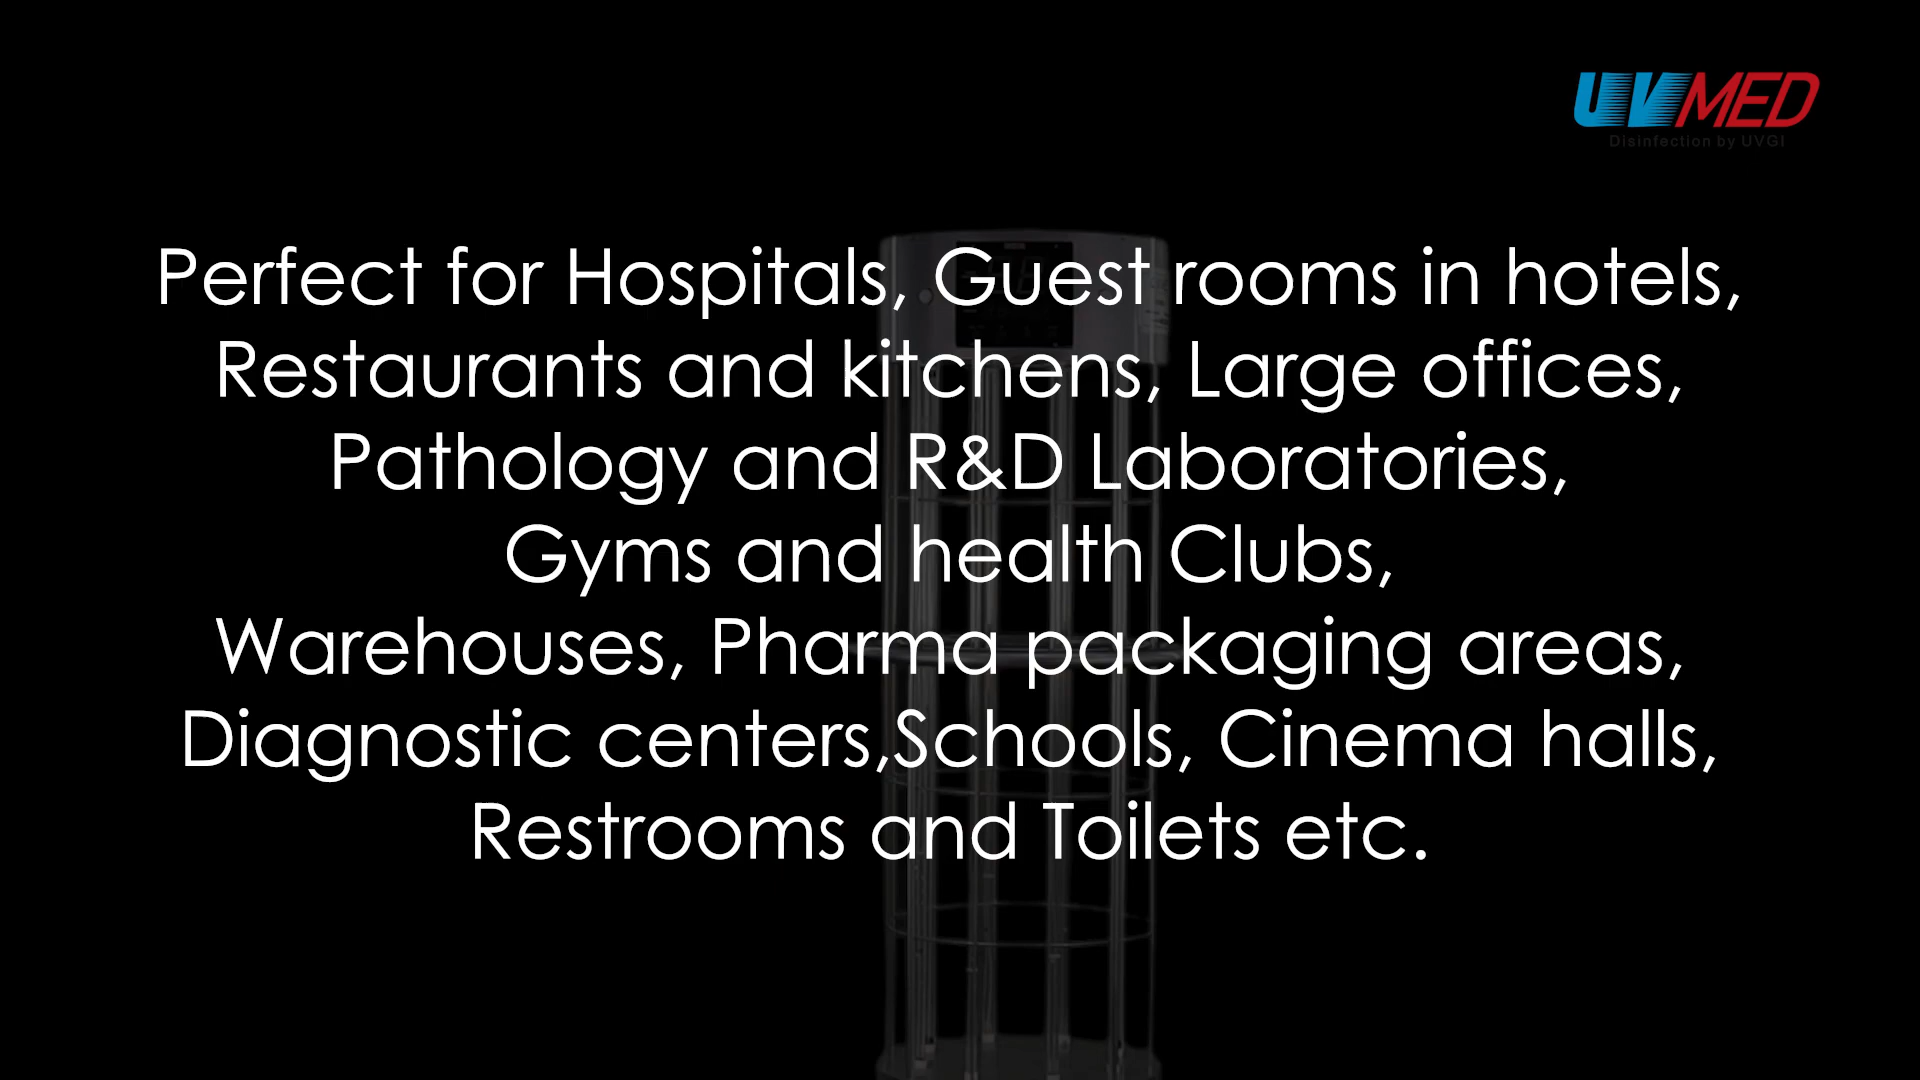 UVMED
Disinfection by UVGI
Perfect for Hospitals, Guest rooms in hotels,
Restaurants and kitchens, Large offices,
Pathology and R&D Laboratories,
Gyms and health Clubs,
Warehouses, Pharma packaging areas,
Diagnostic centers,Schools, Cinema halls,
Restrooms and Toilets etc.